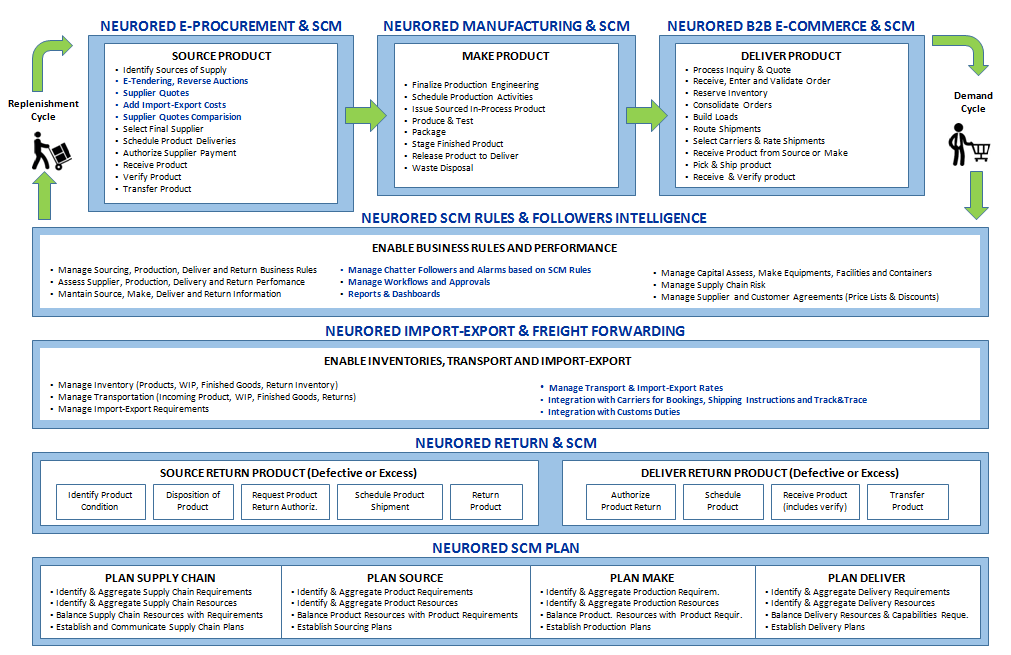 NEURORED E-PROCUREMENT & SCM
NEURORED MANUFACTURING & SCM
NEURORED B2B E-COMMERCE & SCM
Replenishment
Cycle
SOURCE PRODUCT
• Identify Sources of Supply
• E-Tendering, Reverse Auctions
• Supplier Quotes
• Add Import-Export Costs
• Supplier Quotes Comparision
• Select Final Supplier
• Schedule Product Deliveries
• Authorize Supplier Payment
• Receive Product
• Verify Product
• Transfer Product
MAKE PRODUCT
• Finalize Production Engineering
• Schedule Production Activities
• Issue Sourced In-Process Product
• Produce & Test
• Package
• Stage Finished Product
• Release Product to Deliver
• Waste Disposal
DELIVER PRODUCT
• Process Inquiry & Quote
• Receive, Enter and Validate Order
• Reserve Inventory
• Consolidate Orders
• Build Loads
• Route Shipments
• Select Carriers & Rate Shipments
• Receive Product from Source or Make
• Pick & Ship product
• Receive & Verify product
Demand
Cycle
NEURORED SCM RULES & FOLLOWERS INTELLIGENCE
ENABLE BUSINESS RULES AND PERFORMANCE
• Manage Sourcing, Production, Deliver and Return Business Rules
• Assess Supplier, Production, Delivery and Return Perfomance
• Mantain Source, Make, Deliver and Return Information
• Manage Chatter Followers and Alarms based on SCM Rules
• Manage Workflows and Approvals
• Reports & Dashboards
• Manage Capital Assess, Make Equipments, Facilities and Containers
• Manage Supply Chain Risk
• Manage Supplier and Customer Agreements (Price Lists & Discounts)
NEURORED IMPORT-EXPORT & FREIGHT FORWARDING
ENABLE INVENTORIES, TRANSPORT AND IMPORT-EXPORT
• Manage Inventory (Products, WIP, Finished Goods, Return Inventory)
• Manage Transportation (Incoming Product, WIP, Finished Goods, Returns)
• Manage Import-Export Requirements
• Manage Transport & Import-Export Rates
• Integration with Carriers for Bookings, Shipping Instructions and Track&Trace
• Integration with Customs Duties
NEURORED RETURN & SCM
SOURCE RETURN PRODUCT (Defective or Excess)
Identify Product
Condition
Disposition of
Product
Request Product
Return Authoriz.
Schedule Product
Shipment
Return
Product
DELIVER RETURN PRODUCT (Defective or Excess)
Authorize
Product Return
Schedule
Product
Receive Product
(includes verify)
Transfer
Product
NEURORED SCM PLAN
PLAN SUPPLY CHAIN
• Identify & Aggregate Supply Chain Requirements
• Identify & Aggregate Supply Chain Resources
• Balance Supply Chain Resources with Requirements
• Establish and Communicate Supply Chain Plans
PLAN SOURCE
• Identify & Aggregate Product Requirements
• Identify & Aggregate Product Resources
• Balance Product Resources with Product Requirements
• Establish Sourcing Plans
PLAN MAKE
• Identify & Aggregate Production Requirem.
• Identify & Aggregate Production Resources
• Balance Product. Resources with Product Requir.
• Establish Production Plans
PLAN DELIVER
• Identify & Aggregate Delivery Requirements
• Identify & Aggregate Delivery Resources
• Balance Delivery Resources & Capabilities Reque.
• Establish Delivery Plans